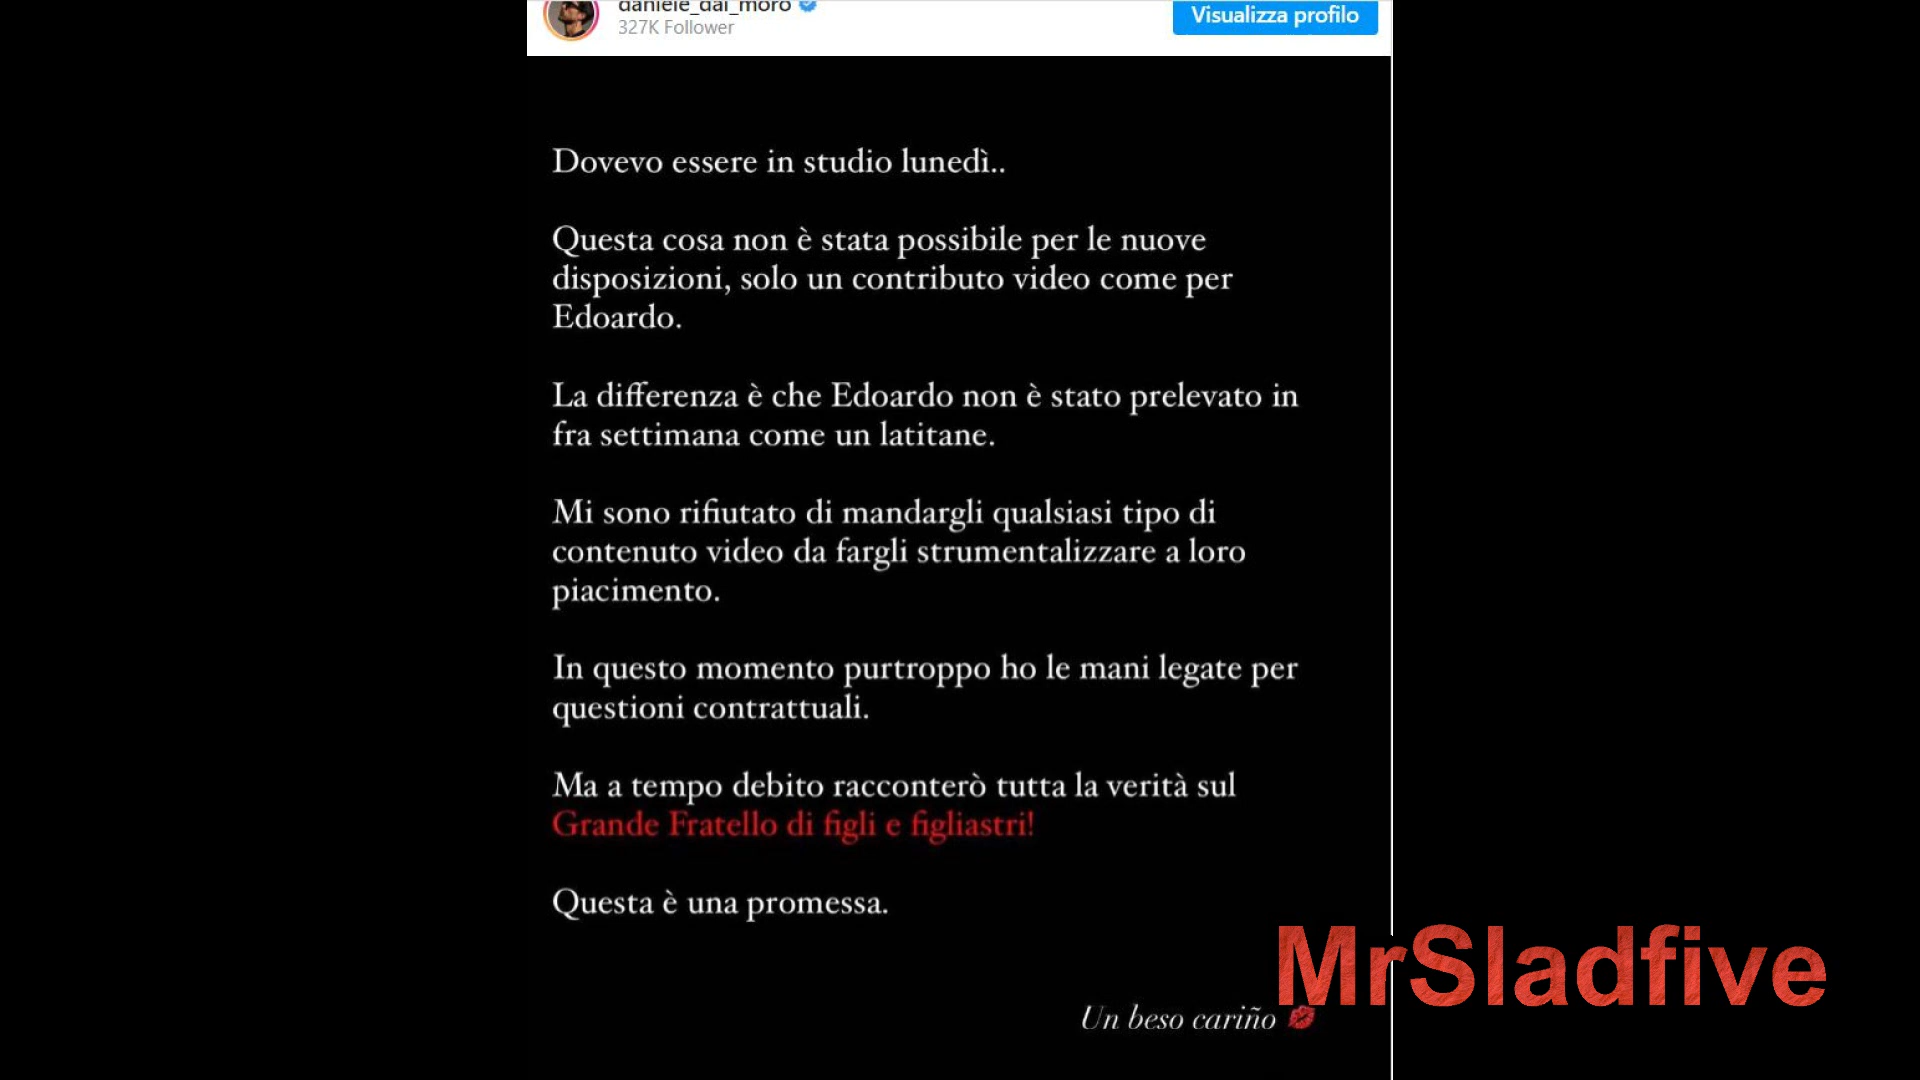 daniele_dal_moro
327K Follower
Visualizza profilo
Dovevo essere in studio lunedì..
Questa cosa non è stata possibile per le nuove
disposizioni, solo un contributo video come per
Edoardo.
La differenza è che Edoardo non è stato prelevato in
fra settimana come un latitane.
Mi sono rifiutato di mandargli qualsiasi tipo di
contenuto video da fargli strumentalizzare a loro
piacimento.
In questo momento purtroppo ho le mani legate per
questioni contrattuali.
Ma a tempo debito racconterò tutta la verità sul
Grande Fratello di figli e figliastri!
Questa è una promessa.
MrSladfive
Un beso cariño 💋